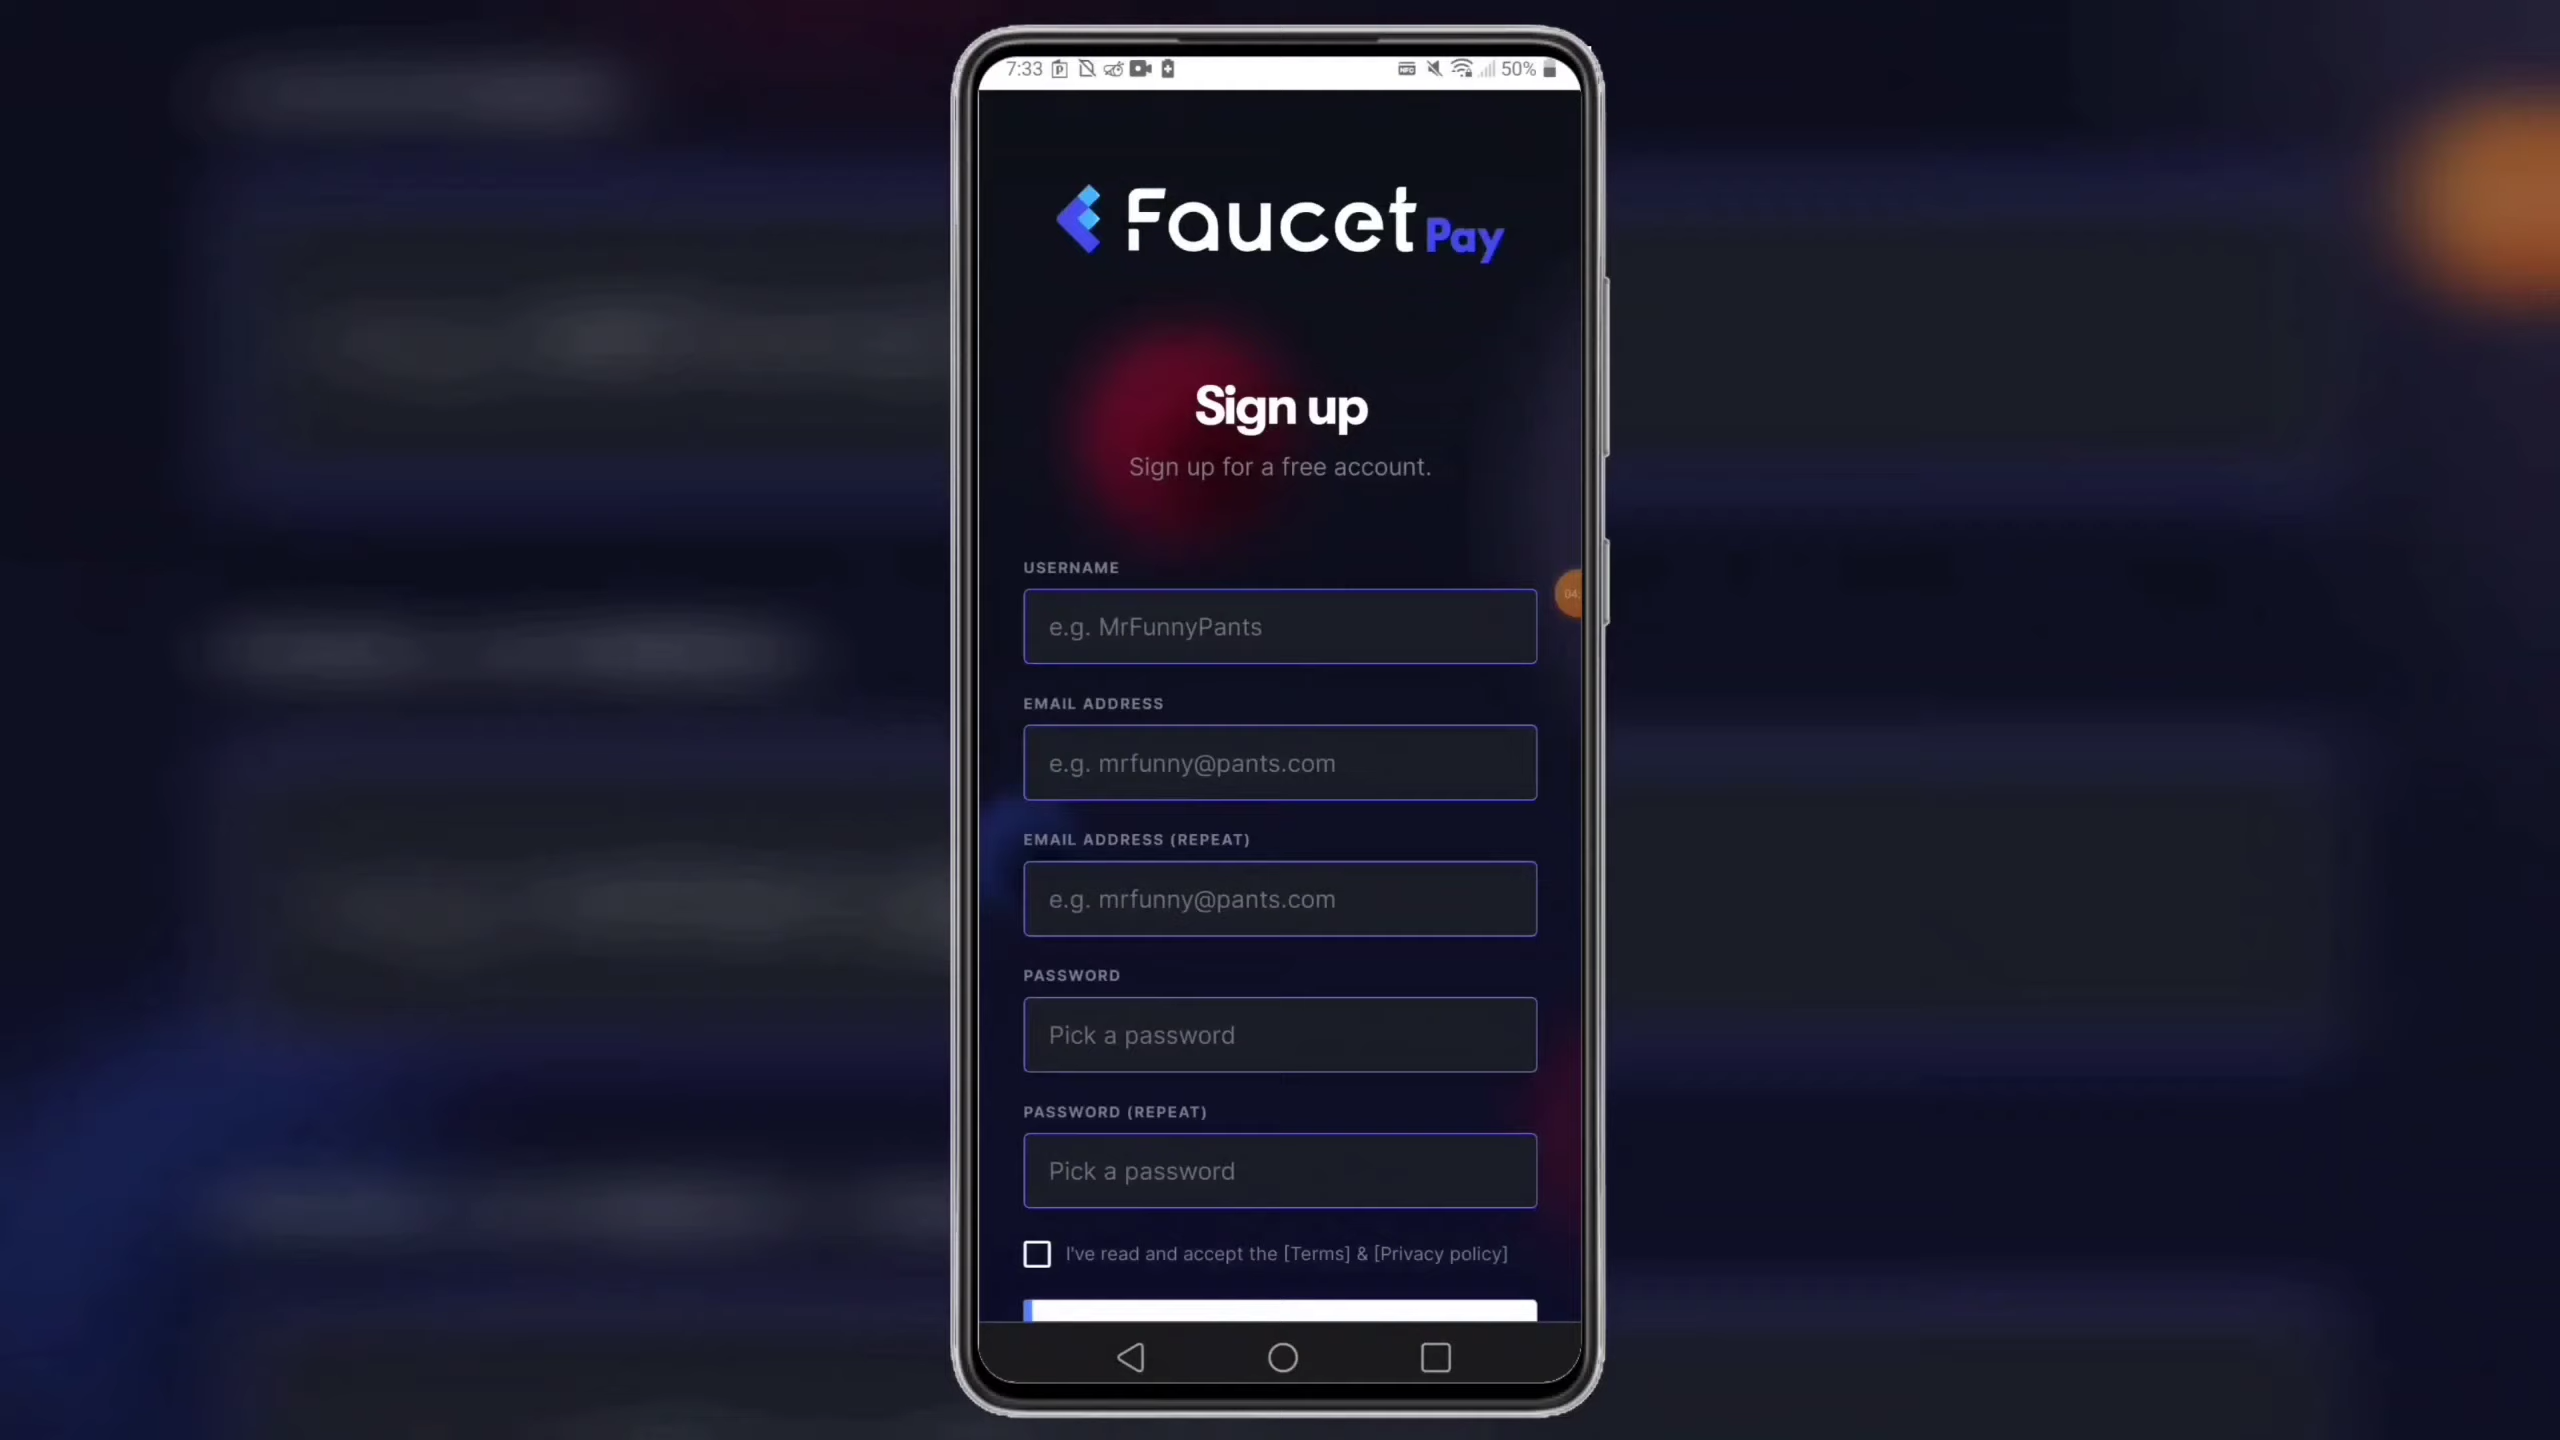 7:33
50%
Faucet Pay
Sign up
Sign up for a free account.
USERNAME
e.g. MrFunnyPants
04:
EMAIL ADDRESS
e.g. mrfunny@pants.com
EMAIL ADDRESS (REPEAT)
e.g. mrfunny@pants.com
PASSWORD
Pick a password
PASSWORD (REPEAT)
Pick a password
I've read and accept the [Terms] & [Privacy policy]